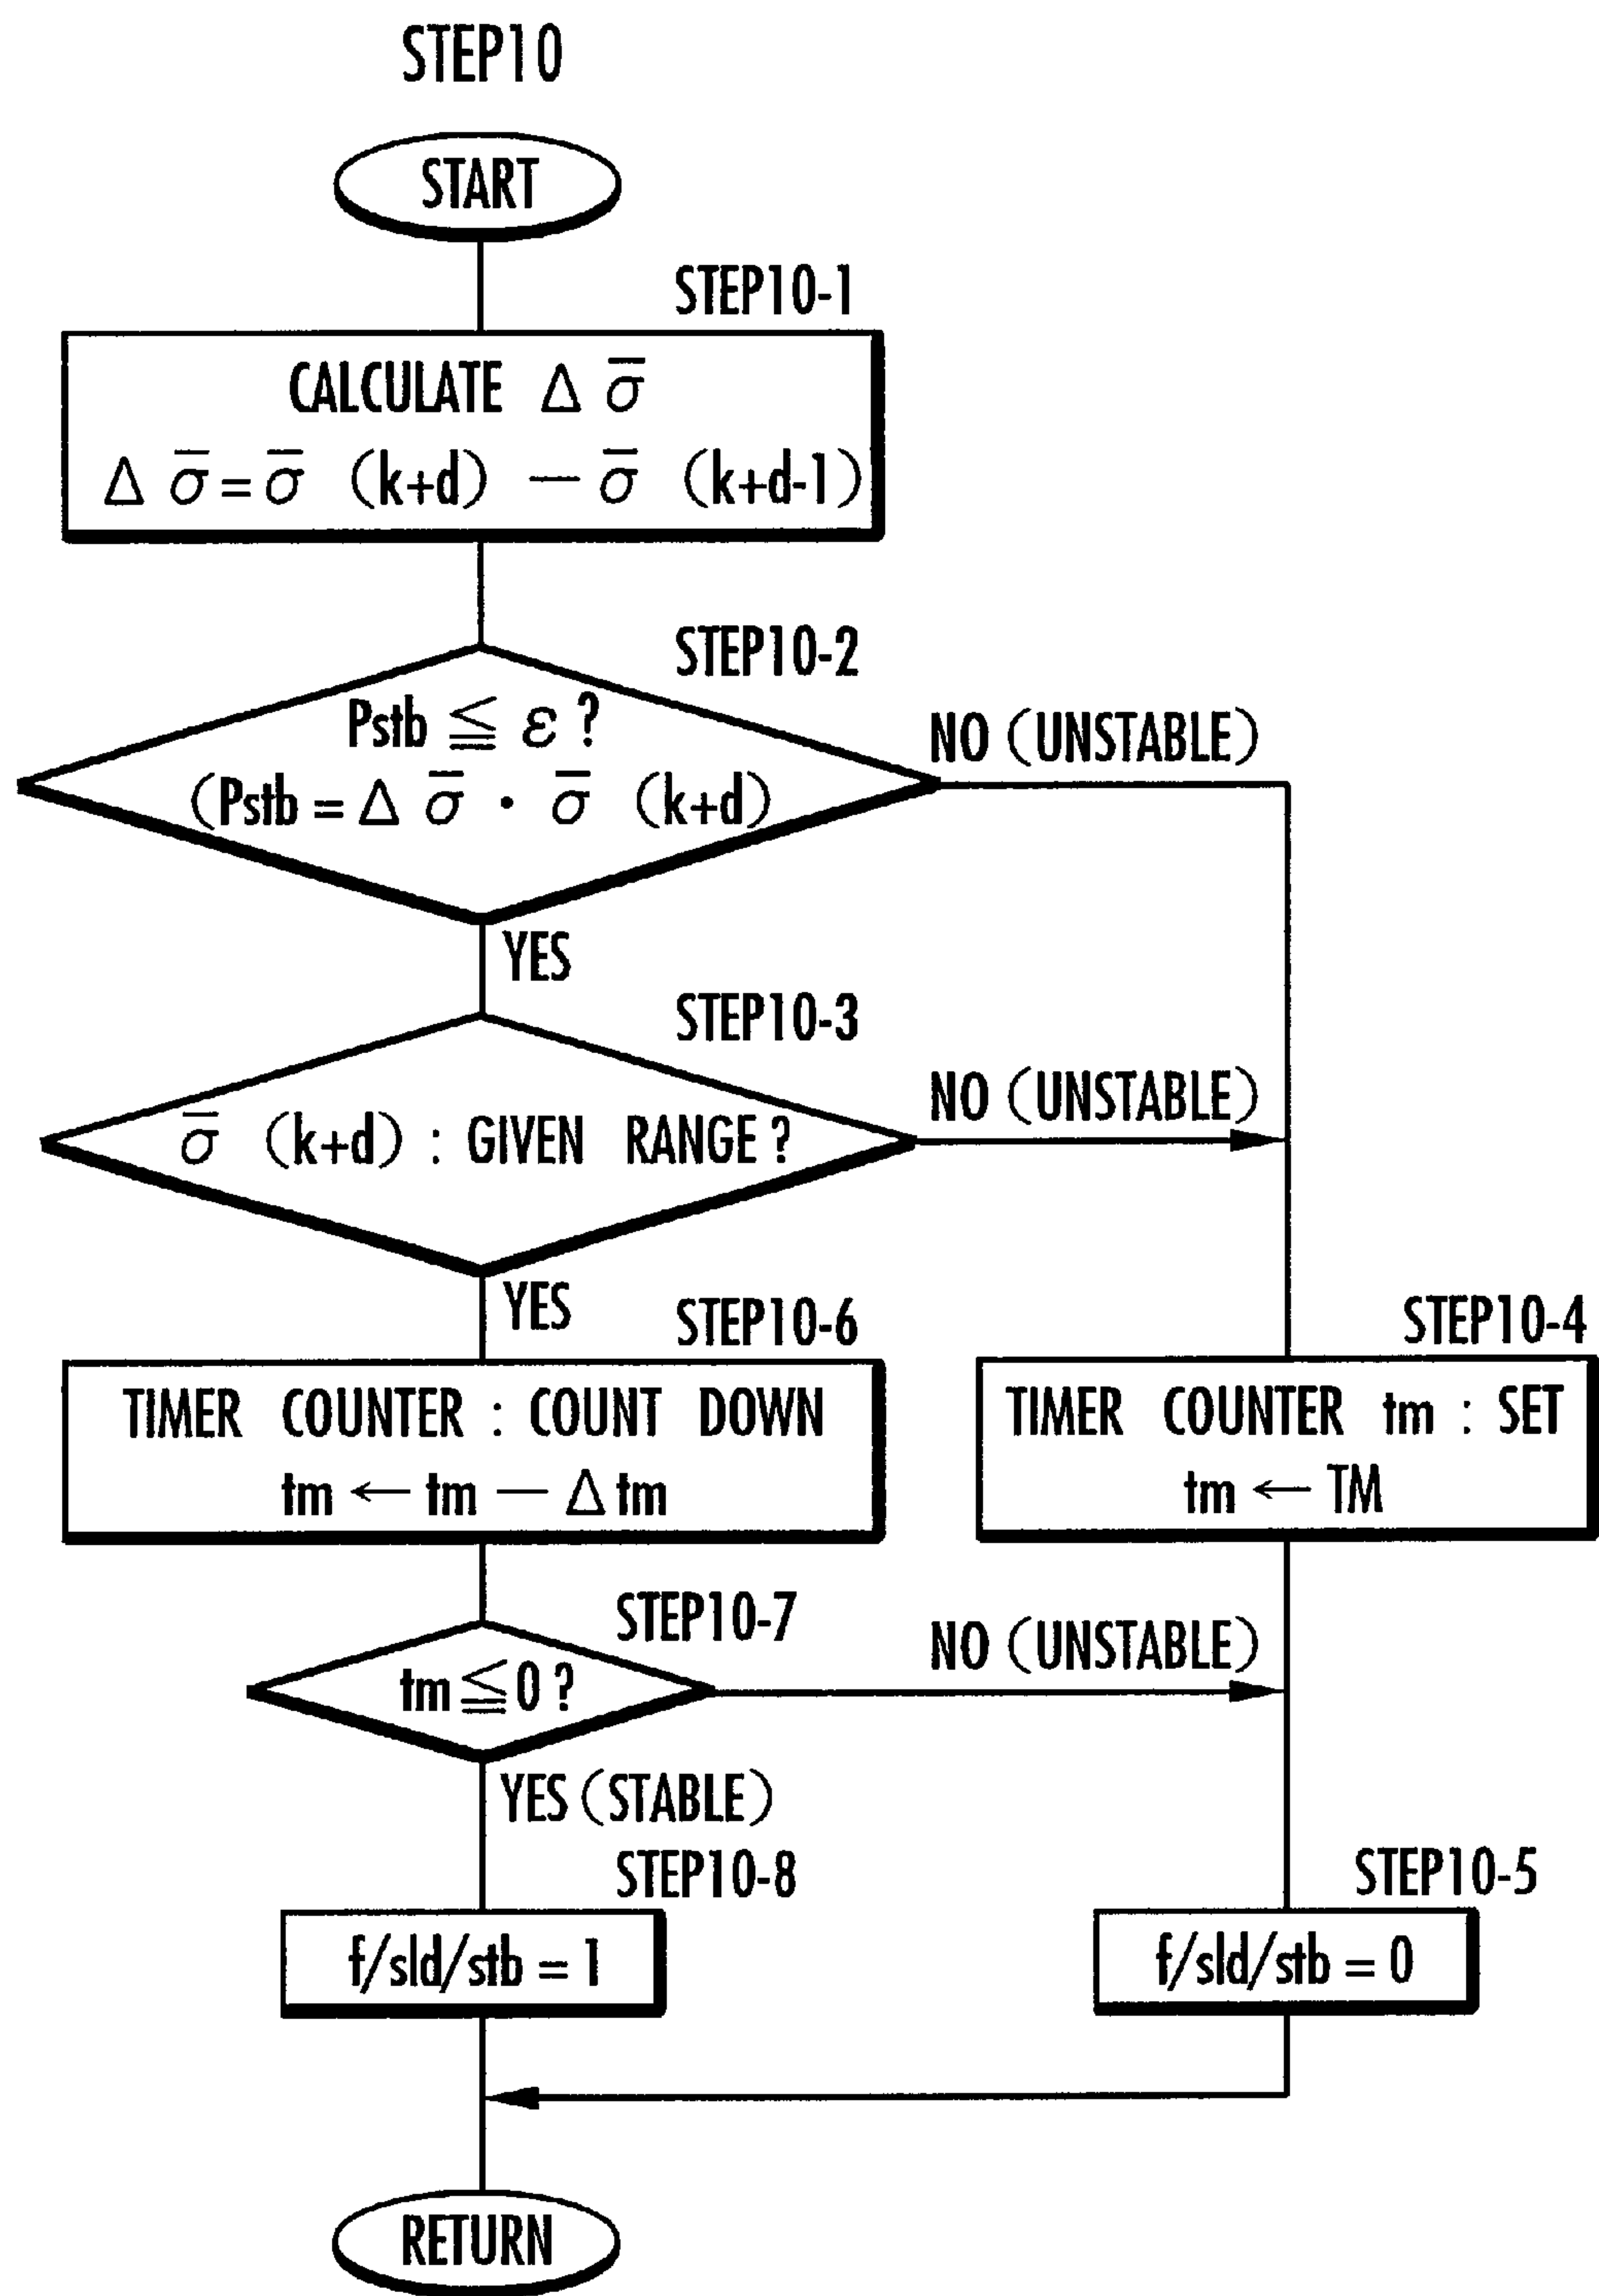 STEP10
START
STEP10-1
CALCULATE Δ σ̅
Δ σ̅ = σ̅ (k+d) — σ̅ (k+d-1)
STEP10-2
Pstb ≦ ε ?
(Pstb = Δ σ̅ · σ̅ (k+d)
NO (UNSTABLE)
YES
STEP10-3
σ̅ (k+d) : GIVEN RANGE ?
NO (UNSTABLE)
YES
STEP10-6
TIMER COUNTER : COUNT DOWN
tm ← tm — Δ tm
STEP10-4
TIMER COUNTER tm : SET
tm ← TM
STEP10-7
tm ≦ 0 ?
NO (UNSTABLE)
YES (STABLE)
STEP10-8
f/sld/stb = 1
STEP10-5
f/sld/stb = 0
RETURN